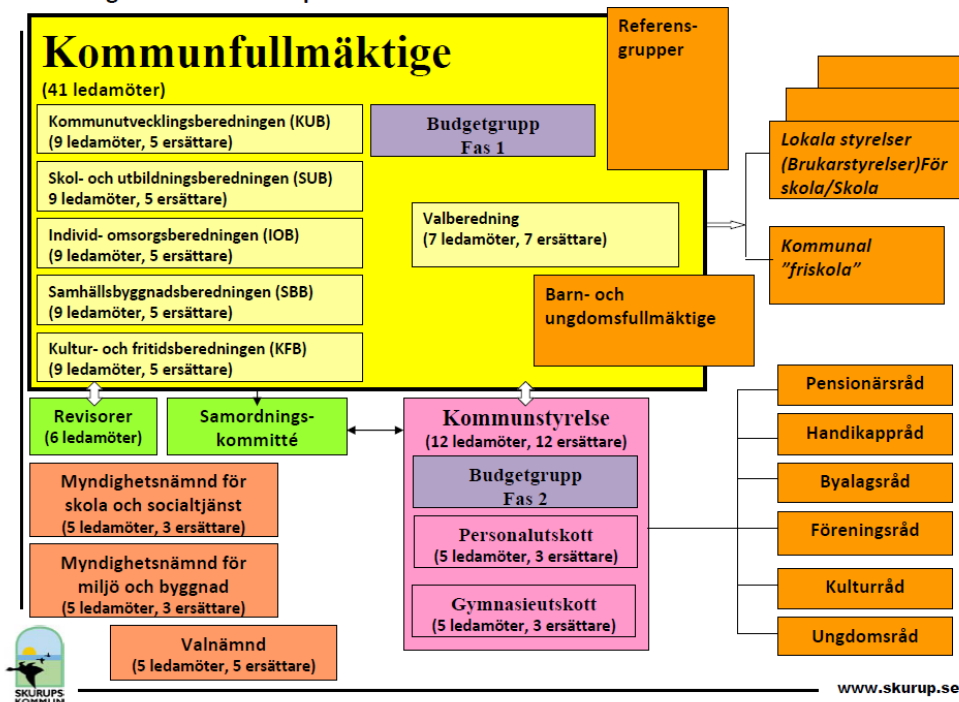 Kommunfullmäktige
(41 ledamöter)
Kommunutvecklingsberedningen (KUB)
(9 ledamöter, 5 ersättare)
Skol- och utbildningsberedningen (SUB)
9 ledamöter, 5 ersättare)
Individ- omsorgsberedningen (IOB)
(9 ledamöter, 5 ersättare)
Samhällsbyggnadsberedningen (SBB)
(9 ledamöter, 5 ersättare)
Kultur- och fritidsberedningen (KFB)
(9 ledamöter, 5 ersättare)
Budgetgrupp
Fas 1
Valberedning
(7 ledamöter, 7 ersättare)
Referens-
grupper
Barn- och
ungdomsfullmäktige
Lokala styrelser
(Brukarstyrelser)För
skola/Skola
Kommunal
”friskola”
Revisorer
(6 ledamöter)
Samordnings-
kommitté
Kommunstyrelse
(12 ledamöter, 12 ersättare)
Budgetgrupp
Fas 2
Personalutskott
(5 ledamöter, 3 ersättare)
Gymnasieutskott
(5 ledamöter, 3 ersättare)
Myndighetsnämnd för
skola och socialtjänst
(5 ledamöter, 3 ersättare)
Myndighetsnämnd för
miljö och byggnad
(5 ledamöter, 3 ersättare)
Valnämnd
(5 ledamöter, 5 ersättare)
Pensionärsråd
Handikappråd
Byalagsråd
Föreningsråd
Kulturråd
Ungdomsråd
SKURUPS
KOMMUN
www.skurup.se